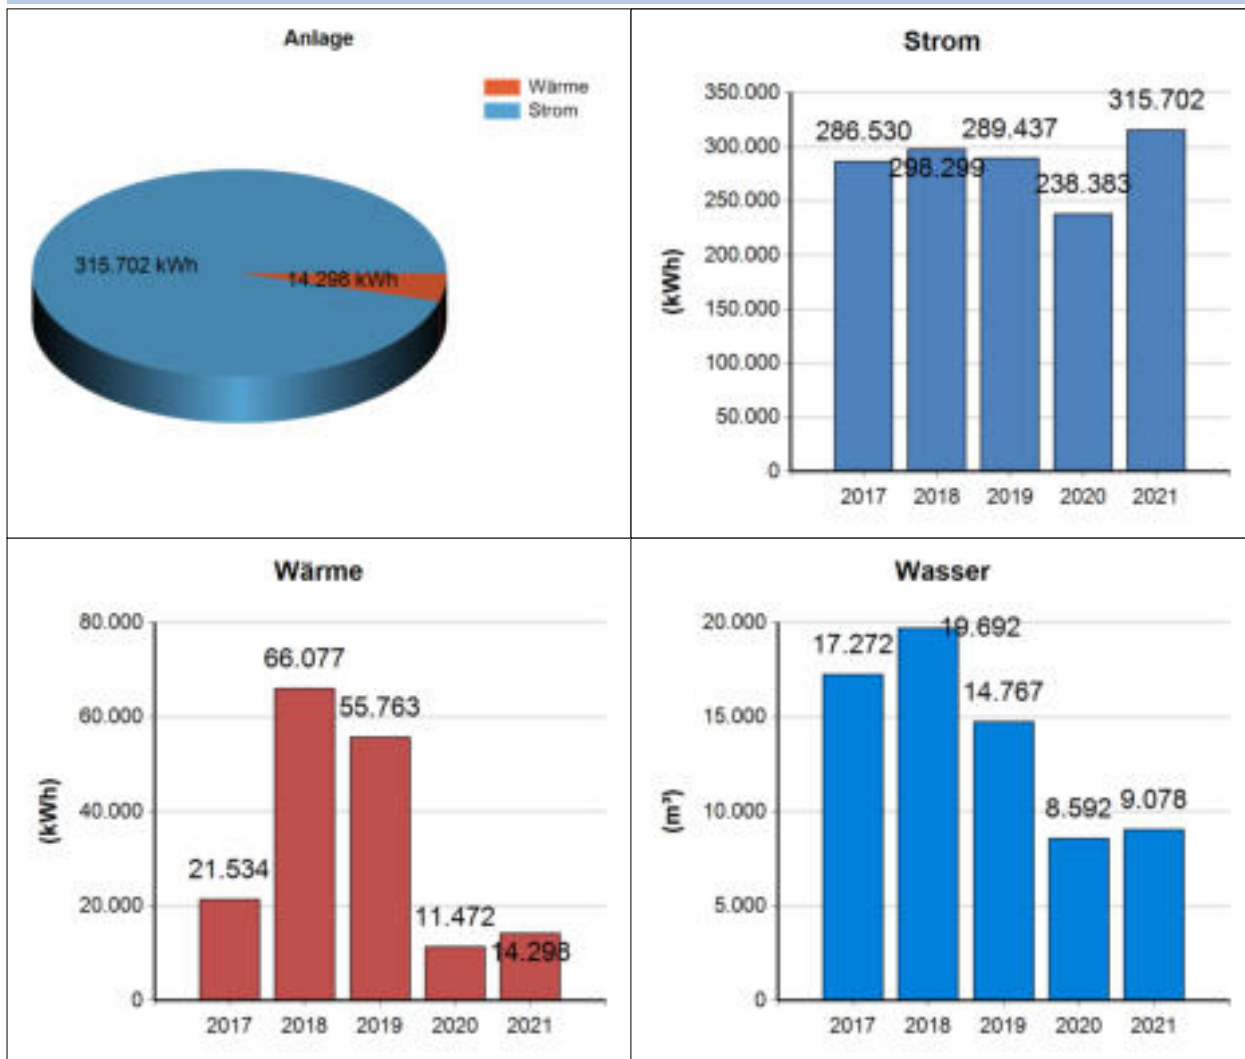 Anlage
Wärme
Strom
315.702 kWh
14.298 kWh
Strom
350.000
300.000
250.000
200.000
150.000
100.000
50.000
0
(kWh)
286.530
298.299
289.437
238.383
315.702
2017 2018 2019 2020 2021
Wärme
80.000
60.000
40.000
20.000
0
(kWh)
21.534
66.077
55.763
11.472
14.298
2017 2018 2019 2020 2021
Wasser
20.000
15.000
10.000
5.000
0
(m³)
17.272
19.692
14.767
8.592
9.078
2017 2018 2019 2020 2021